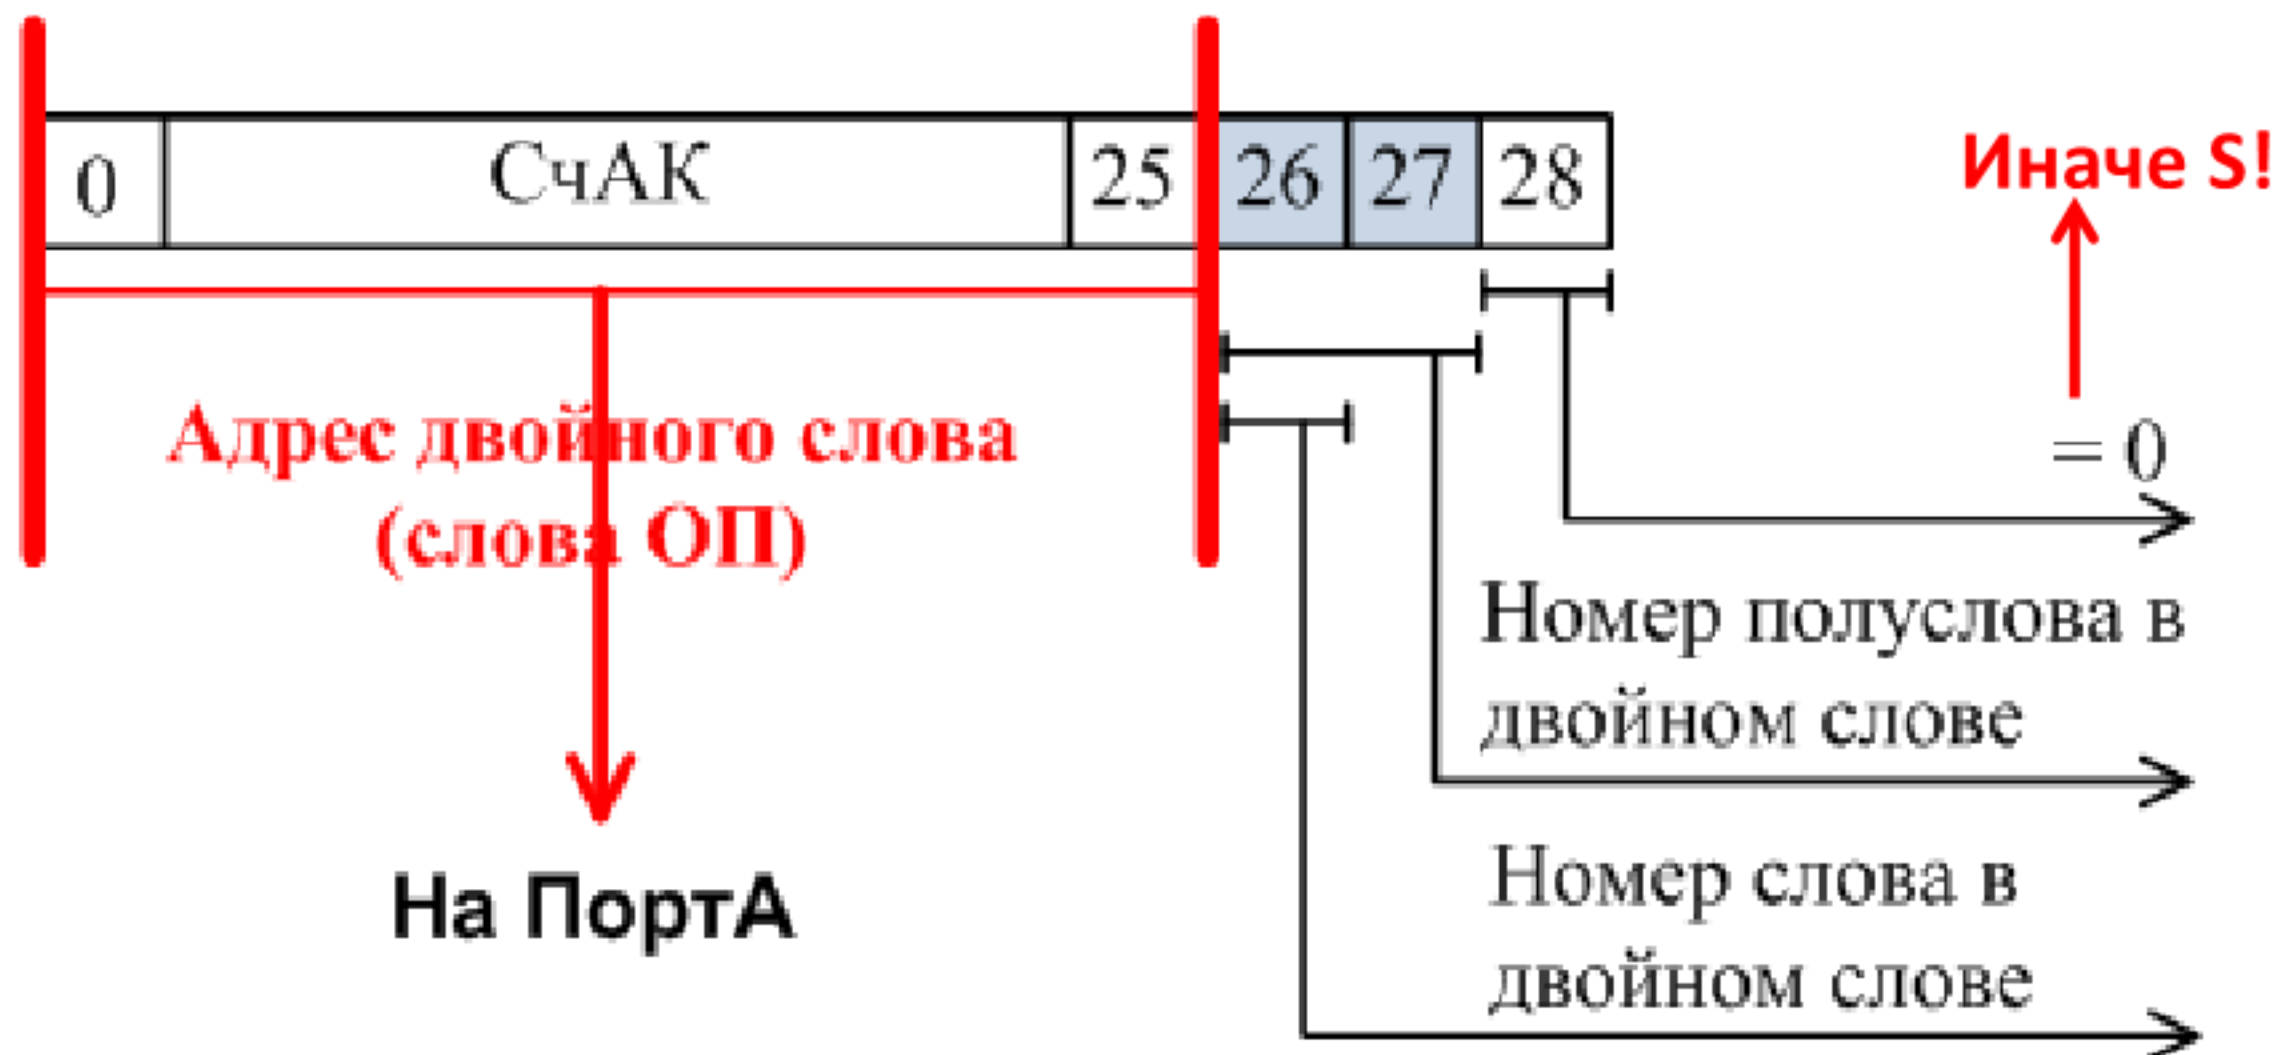 0 СчАК 25 26 27 28
Иначе S!
= 0
Адрес двойного слова
(слова ОП)
На ПортА
Номер полуслова в
двойном слове
Номер слова в
двойном слове